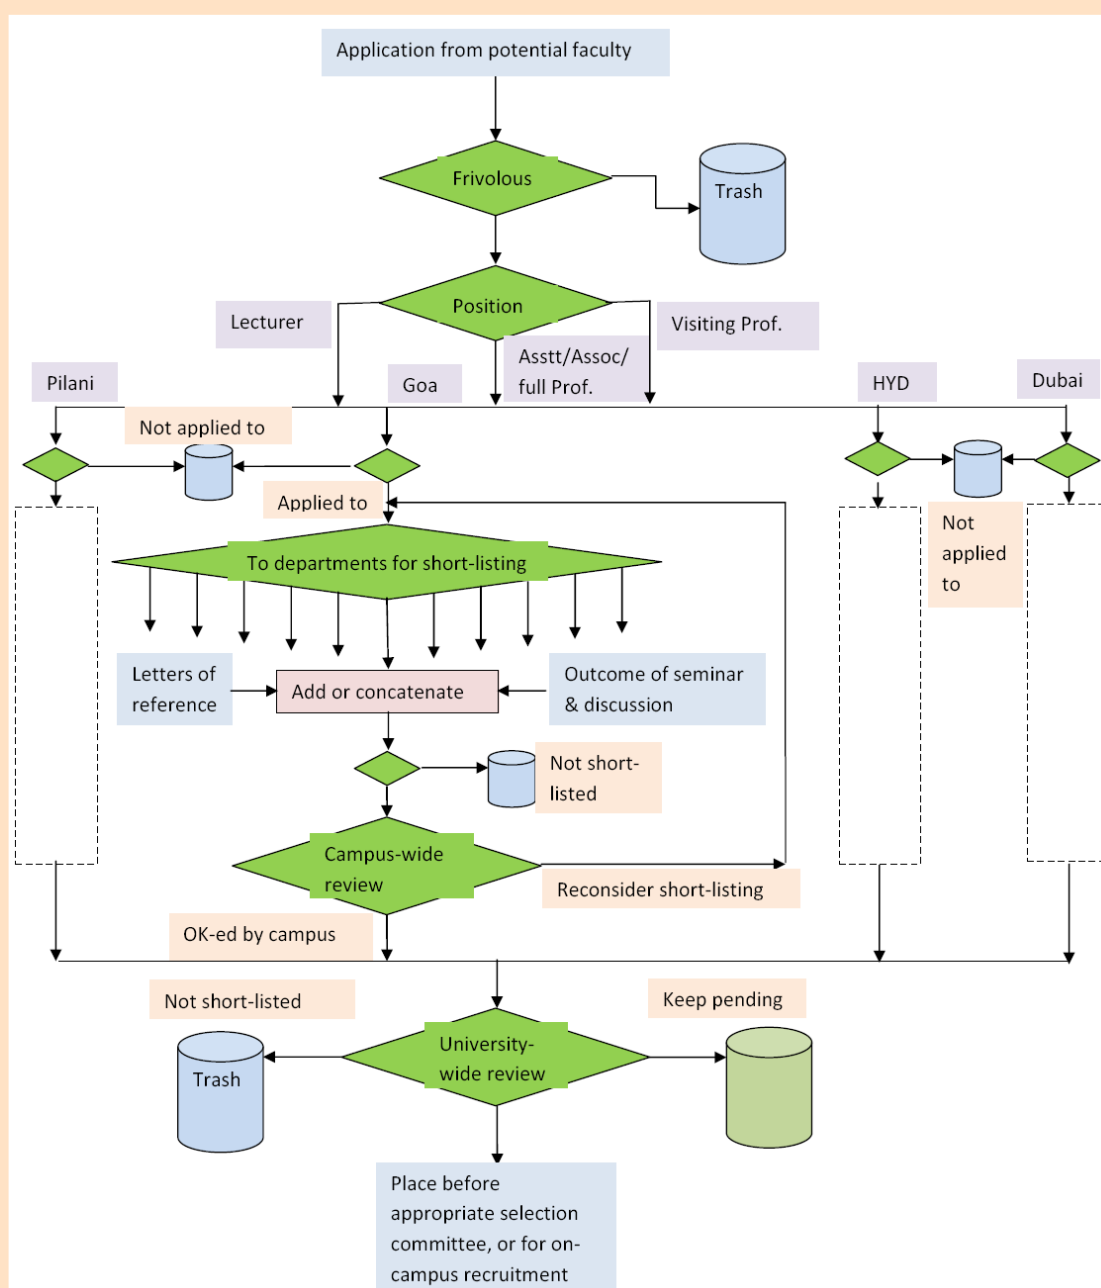 Application from potential faculty
Frivolous
Trash
Position
Lecturer
Visiting Prof.
Asstt/Assoc/
full Prof.
Pilani
Goa
HYD
Dubai
Not applied to
Applied to
Not
applied
to
To departments for short-listing
Letters of
reference
Add or concatenate
Outcome of seminar
& discussion
Not short-
listed
Campus-wide
review
Reconsider short-listing
OK-ed by campus
Not short-listed
Keep pending
University-
wide review
Trash
Place before
appropriate selection
committee, or for on-
campus recruitment